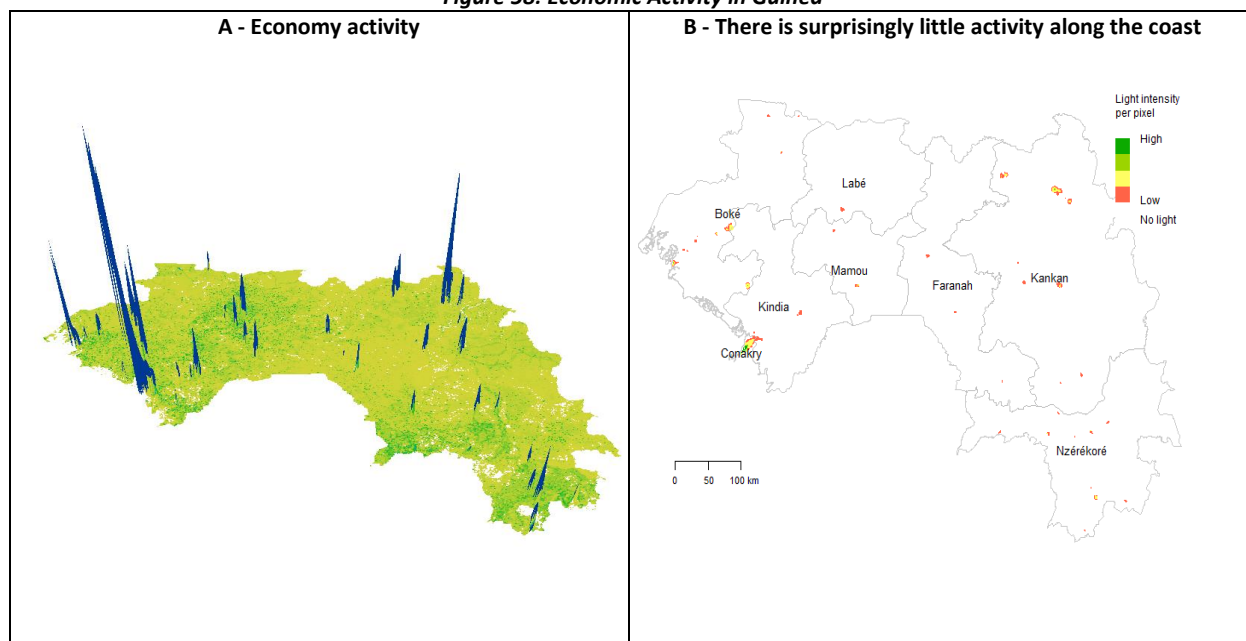 Figure 58: Economic Activity in Guinea
A - Economy activity
B - There is surprisingly little activity along the coast
Light intensity
per pixel
High
Low
No light
Labé
Boké
Mamou
Faranah
Kankan
Kindia
Conakry
Nzérékoré
0 50 100 km